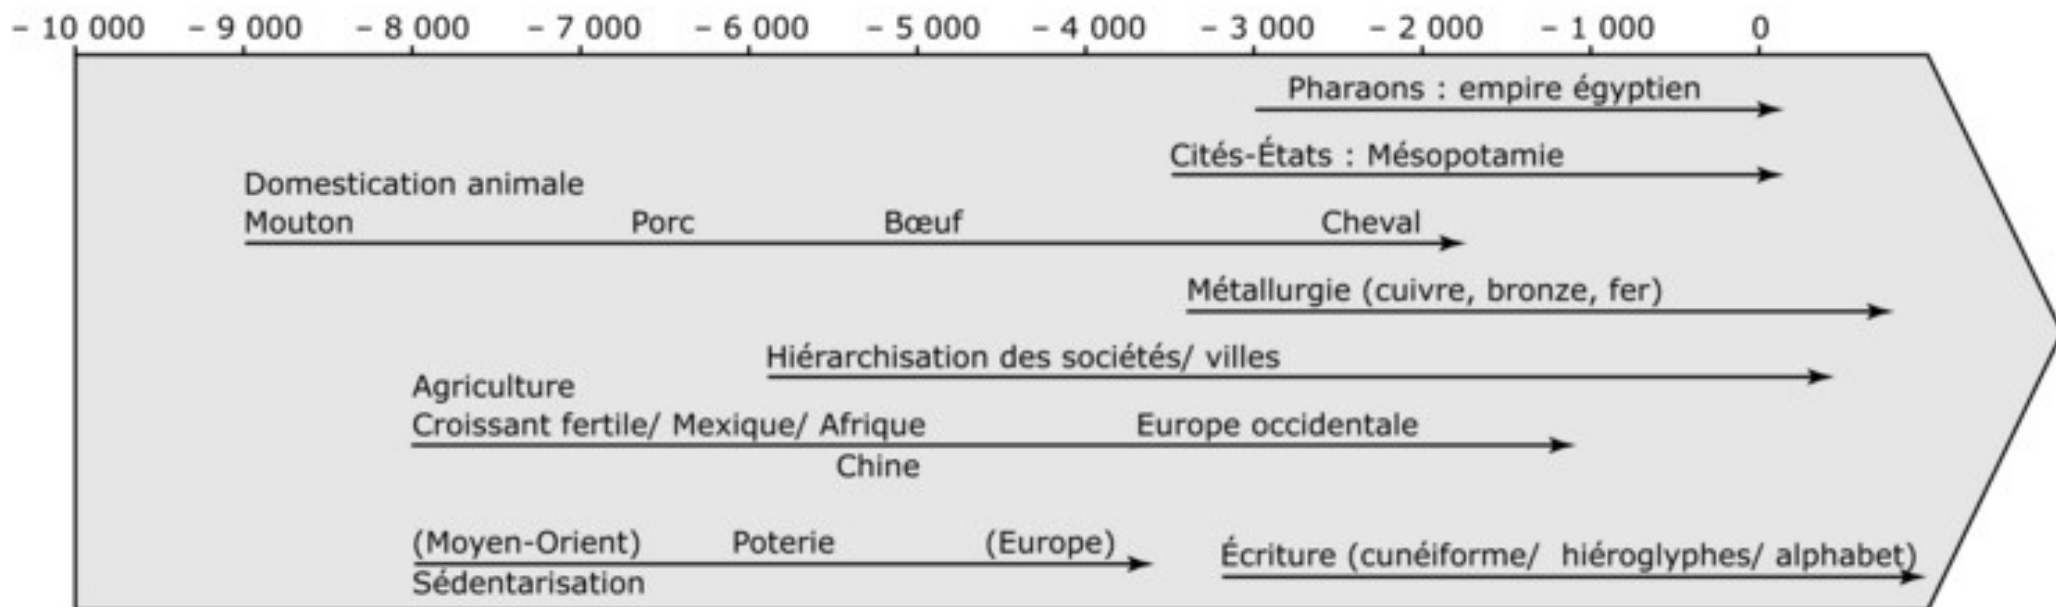 – 10 000 – 9 000 – 8 000 – 7 000 – 6 000 – 5 000 – 4 000 – 3 000 – 2 000 – 1 000 0
Pharaons : empire égyptien
Cités-États : Mésopotamie
Domestication animale
Mouton Porc Bœuf Cheval
Métallurgie (cuivre, bronze, fer)
Hiérarchisation des sociétés/ villes
Agriculture
Croissant fertile/ Mexique/ Afrique Europe occidentale
Chine
(Moyen-Orient) Poterie (Europe)
Écriture (cunéiforme/ hiéroglyphes/ alphabet)
Sédentarisation